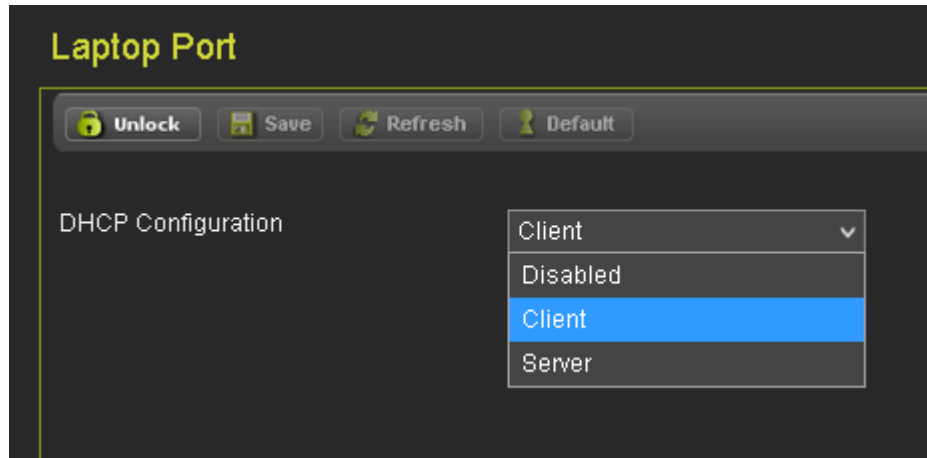 Laptop Port
Unlock Save Refresh Default
DHCP Configuration Client
Disabled
Client
Server